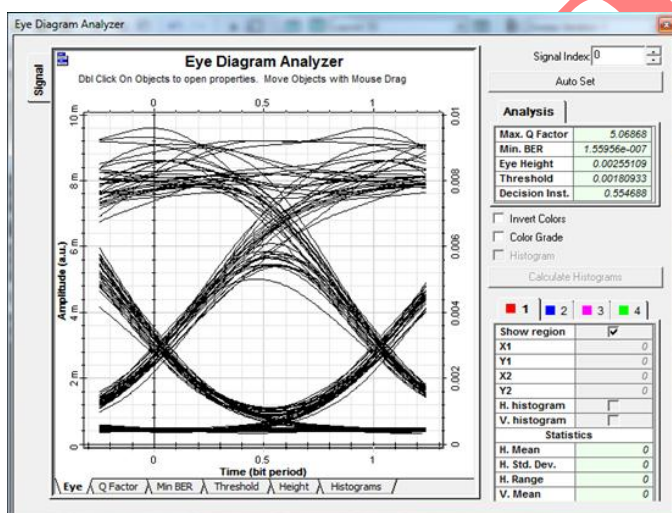 Eye Diagram Analyzer
Signal Index: 0
Auto Set
Signal
Eye Diagram Analyzer
Dbl Click On Objects to open properties. Move Objects with Mouse Drag
0 0.5 1
Amplitude (a.u.)
10 m
8 m
6 m
4 m
2 m
0
0.01
0.008
0.006
0.004
0.002
0
0 0.5 1
Time (bit period)
Eye Q Factor Min BER Threshold Height Histograms
Analysis
Max. Q Factor 5.06868
Min. BER 1.55956e-007
Eye Height 0.00255109
Threshold 0.00180933
Decision Inst. 0.554688
Invert Colors
Color Grade
Histogram
Calculate Histograms
1 2 3 4
Show region
X1 0
Y1 0
X2 0
Y2 0
H. histogram
V. histogram
Statistics
H. Mean 0
H. Std. Dev. 0
H. Range 0
V. Mean 0